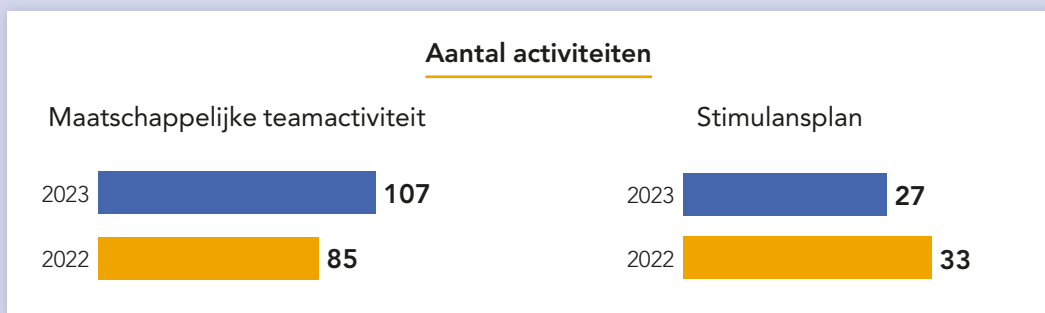 Aantal activiteiten
Maatschappelijke teamactiviteit
2023 107
2022 85
Stimulansplan
2023 27
2022 33